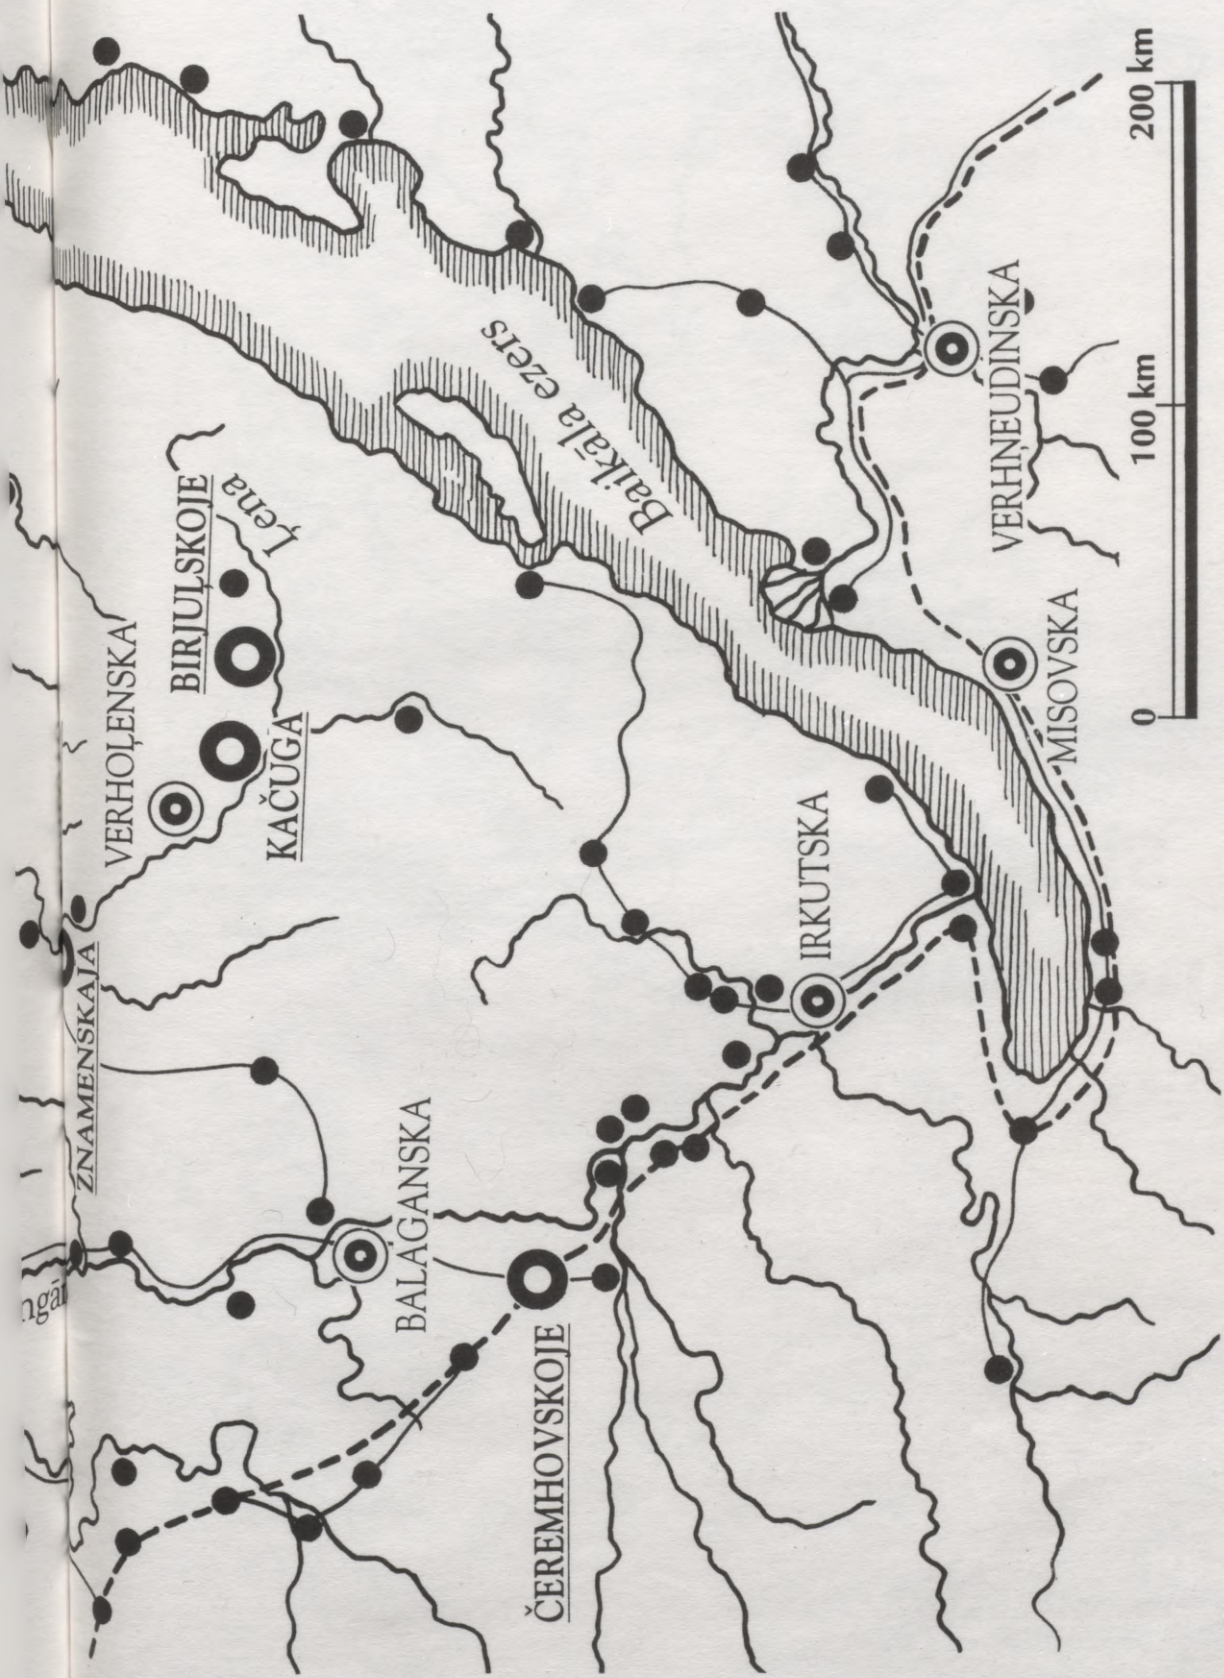 ZNAMENSKAJA
VERHOĻENSKA
BIRJUĻSKOJE
KAČUGA
Ļena
BALAGANSKA
ČEREMHOVSKOJE
IRKUTSKA
Baikāla ezers
MISOVSKA
VERHŅEUDINSKA
0 100 km 200 km